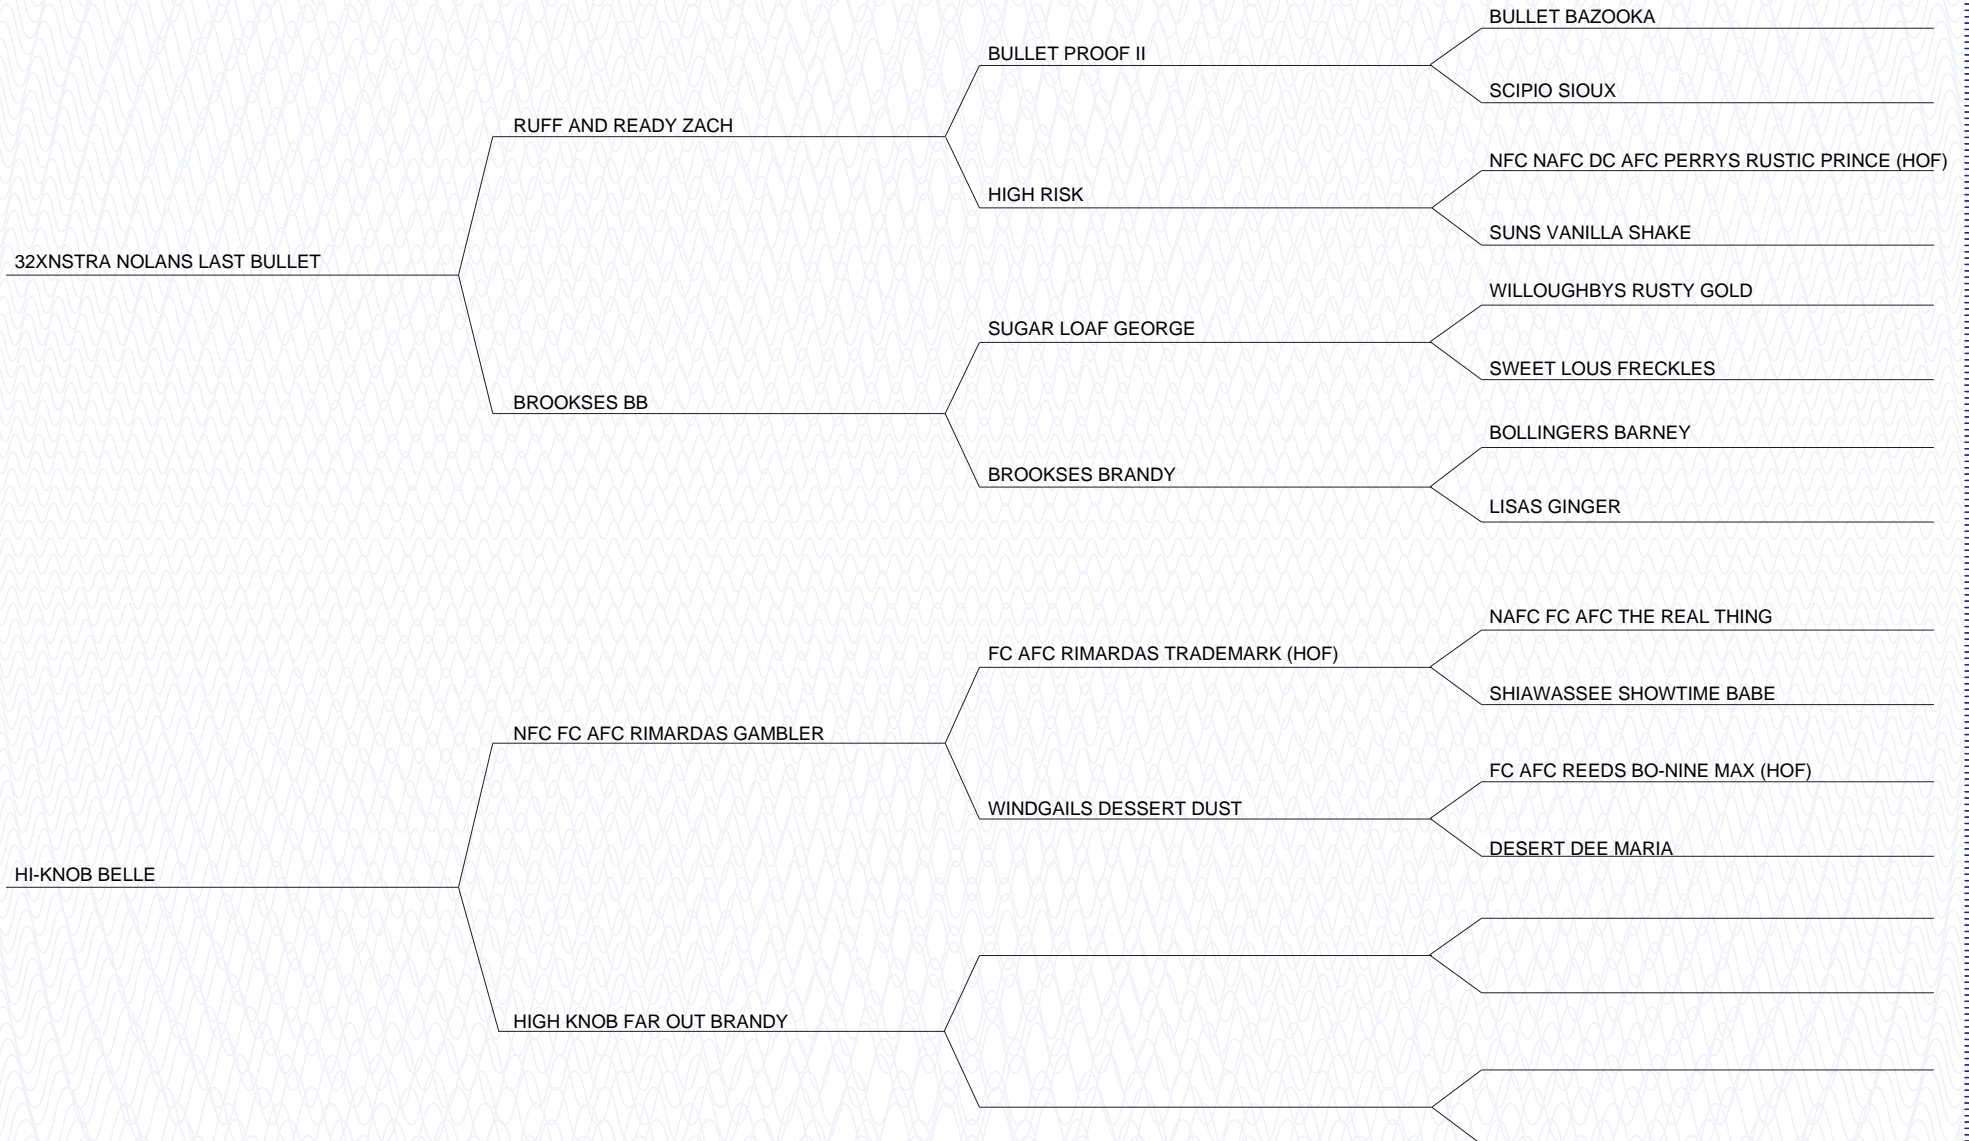 BULLET BAZOOKA
BULLET PROOF II
SCIPIO SIOUX
RUFF AND READY ZACH
NFC NAFC DC AFC PERRYS RUSTIC PRINCE (HOF)
HIGH RISK
SUNS VANILLA SHAKE
32XNSTRA NOLANS LAST BULLET
WILLOUGHBYS RUSTY GOLD
SUGAR LOAF GEORGE
SWEET LOUS FRECKLES
BROOKSES BB
BOLLINGERS BARNEY
BROOKSES BRANDY
LISAS GINGER
NAFC FC AFC THE REAL THING
FC AFC RIMARDAS TRADEMARK (HOF)
SHIAWASSEE SHOWTIME BABE
NFC FC AFC RIMARDAS GAMBLER
FC AFC REEDS BO-NINE MAX (HOF)
WINDGAILS DESSERT DUST
DESERT DEE MARIA
HI-KNOB BELLE
HIGH KNOB FAR OUT BRANDY